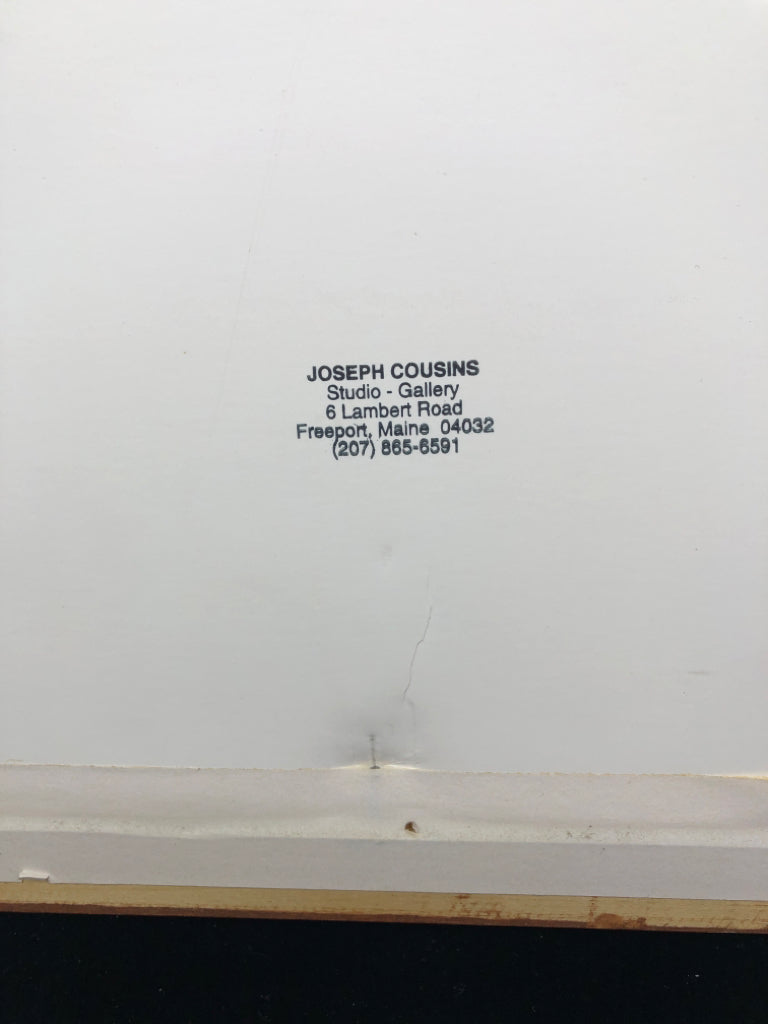 JOSEPH COUSINS
Studio - Gallery
6 Lambert Road
Freeport, Maine 04032
(207) 865-6591